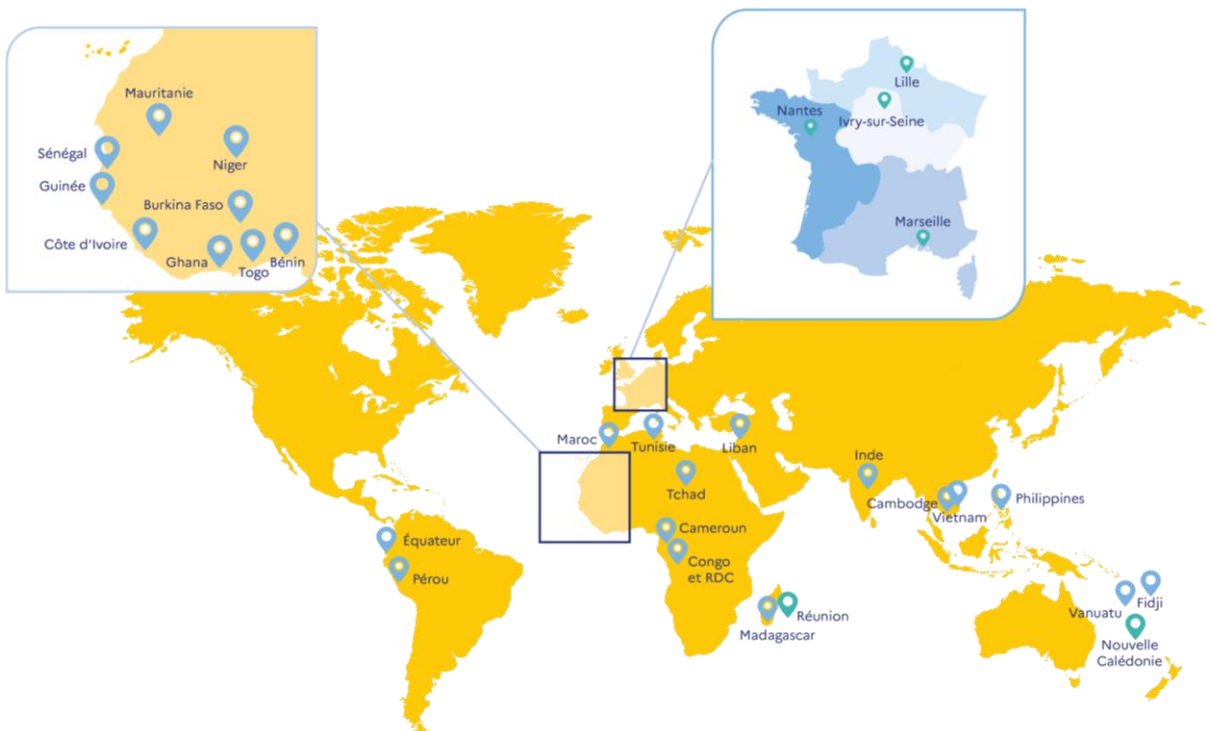 Mauritanie
Sénégal
Niger
Guinée
Burkina Faso
Côte d'Ivoire
Ghana
Togo
Bénin
Lille
Nantes
Ivry-sur-Seine
Marseille
Maroc
Tunisie
Liban
Tchad
Inde
Cambodge
Vietnam
Philippines
Cameroun
Équateur
Congo
et RDC
Pérou
Réunion
Madagascar
Fidji
Vanuatu
Nouvelle
Calédonie